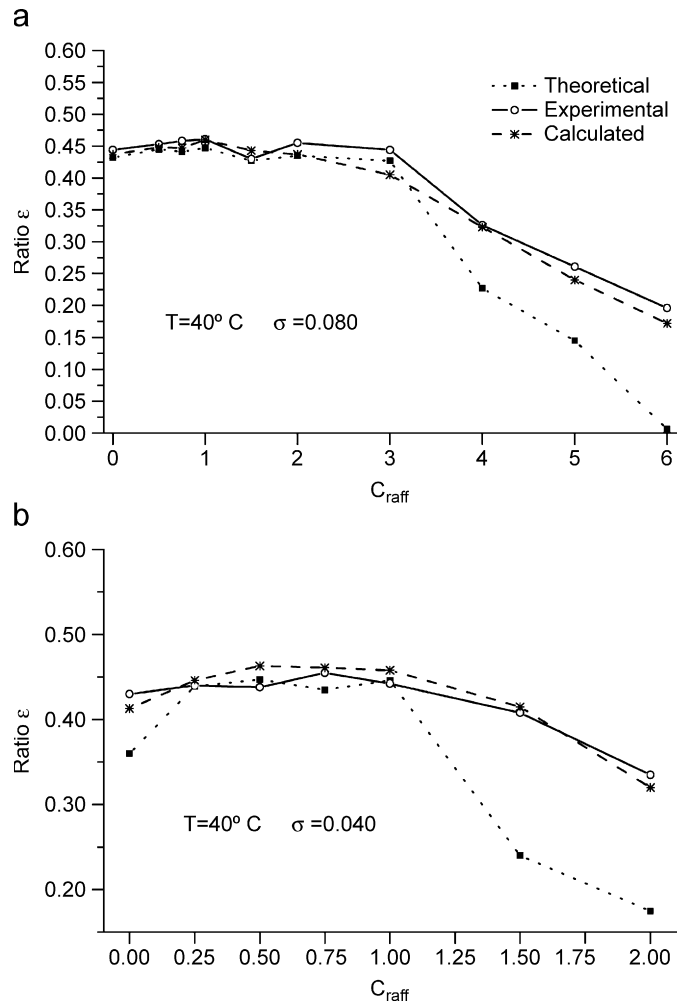 a
0.60
0.55
0.50
0.45
0.40
0.35
0.30
0.25
0.20
0.15
0.10
0.05
0.00
Ratio ε
Theoretical
Experimental
Calculated
T=40º C σ =0.080
0 1 2 3 4 5 6
Craff
b
0.60
0.50
0.40
0.30
0.20
Ratio ε
T=40º C σ =0.040
0.00 0.25 0.50 0.75 1.00 1.25 1.50 1.75 2.00
Craff